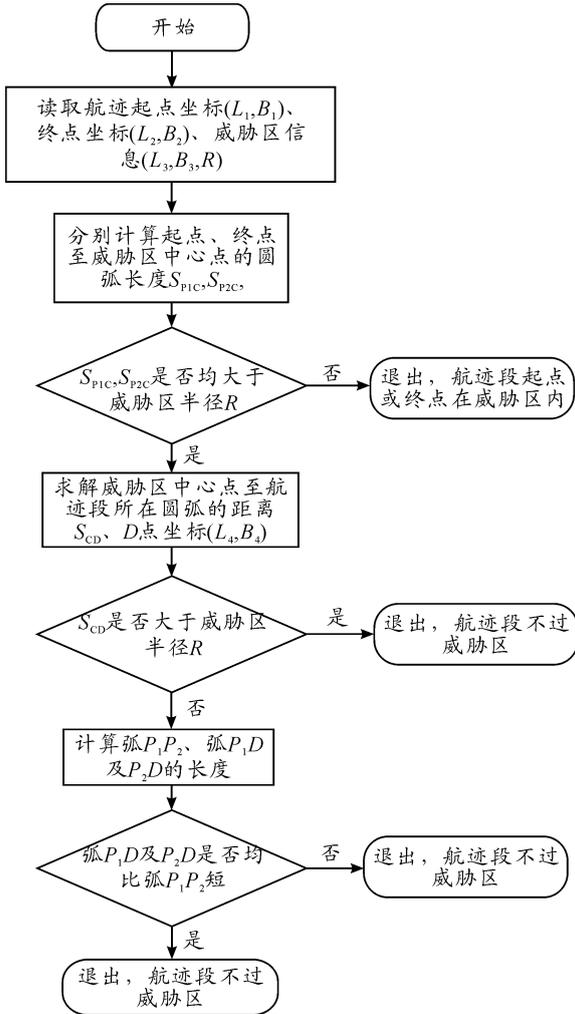 开始
读取航迹起点坐标(L₁,B₁)、
终点坐标(L₂,B₂)、威胁区信
息(L₃,B₃,R)
分别计算起点、终点
至威胁区中心点的圆
弧长度S_P1C,S_P2C,
S_P1C,S_P2C是否均大于
威胁区半径R
否
退出，航迹段起点
或终点在威胁区内
是
求解威胁区中心点至航
迹段所在圆弧的距离
S_CD、D点坐标(L₄,B₄)
S_CD是否大于威胁区
半径R
是
退出，航迹段不过
威胁区
否
计算弧P₁P₂、弧P₁D
及P₂D的长度
弧P₁D及P₂D是否均
比弧P₁P₂短
否
退出，航迹段不过
威胁区
是
退出，航迹段不过
威胁区